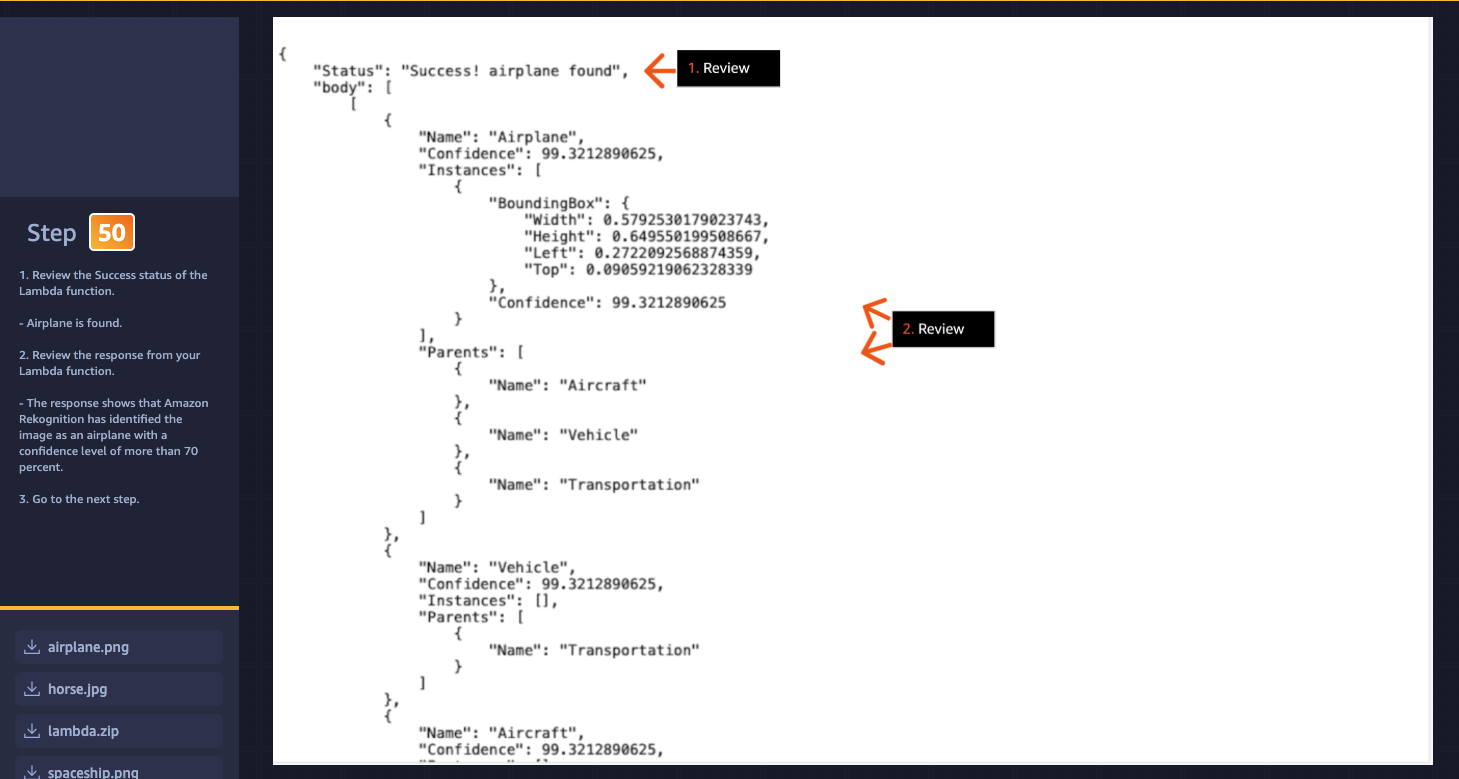 Step 50
1. Review the Success status of the
Lambda function.
- Airplane is found.
2. Review the response from your
Lambda function.
- The response shows that Amazon
Rekognition has identified the
image as an airplane with a
confidence level of more than 70
percent.
3. Go to the next step.
airplane.png
horse.jpg
lambda.zip
spaceship.png
{
"Status": "Success! airplane found",
1. Review
"body": [
[
{
"Name": "Airplane",
"Confidence": 99.3212890625,
"Instances": [
{
"BoundingBox": {
"Width": 0.5792530179023743,
"Height": 0.649550199508667,
"Left": 0.2722092568874359,
"Top": 0.09059219062328339
},
"Confidence": 99.3212890625
2. Review
}
],
"Parents": [
{
"Name": "Aircraft"
},
{
"Name": "Vehicle"
},
{
"Name": "Transportation"
}
]
},
{
"Name": "Vehicle",
"Confidence": 99.3212890625,
"Instances": [],
"Parents": [
{
"Name": "Transportation"
}
]
},
{
"Name": "Aircraft",
"Confidence": 99.3212890625,